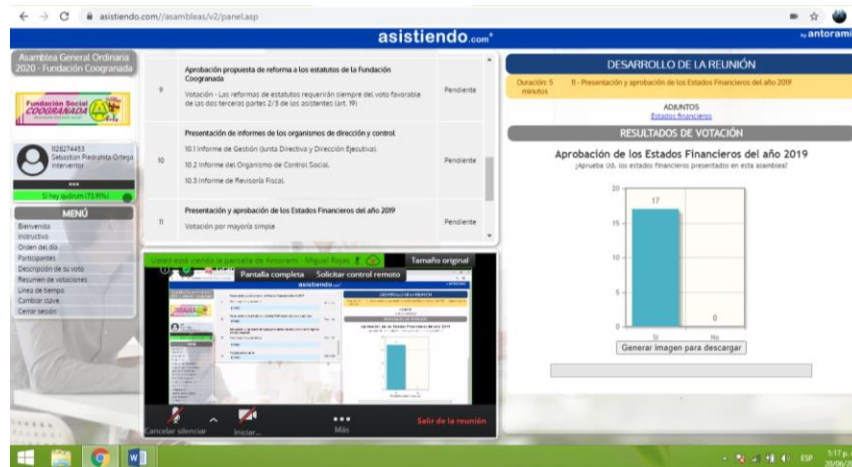 asistiendo.com//asambleas/v2/panel.asp
asistiendo.com
by antorami
Asamblea General Ordinaria
2020 - Fundación Coogranada
Fundación Social
COOGRANADA
1128274453
Sebastian Piedrahita Ortega
Interventor
Si hay quórum (73.91%)
MENÚ
Bienvenida
Instructivo
Orden del día
Participantes
Descripción de su voto
Resumen de votaciones
Línea de tiempo
Cambiar clave
Cerrar sesión
9
Aprobación propuesta de reforma a los estatutos de la Fundación
Coogranada
Votación - Las reformas de estatutos requerirán siempre del voto favorable
de las dos terceras partes 2/3 de los asistentes (art. 19)
Pendiente
10
Presentación de informes de los organismos de dirección y control
10.1 Informe de Gestión (Junta Directiva y Dirección Ejecutiva).
10.2 Informe del Organismo de Control Social.
10.3 Informe de Revisoría Fiscal.
Pendiente
11
Presentación y aprobación de los Estados Financieros del año 2019
Votación por mayoría simple
Pendiente
Usted está viendo la pantalla de Antorami - Miguel Rojas
Tamaño original
Pantalla completa
Solicitar control remoto
asistiendo
Cancelar silenciar
Iniciar...
Más
Salir de la reunión
DESARROLLO DE LA REUNIÓN
Duración: 5
minutos
11 - Presentación y aprobación de los Estados Financieros del año 2019
ADJUNTOS
Estados financieros
RESULTADOS DE VOTACIÓN
Aprobación de los Estados Financieros del año 2019
¿Aprueba Ud. los estados financieros presentados en esta asamblea?
20
15
10
5
0
17
0
Si
No
Generar imagen para descargar
ESP
1:17 p.
20/06/20